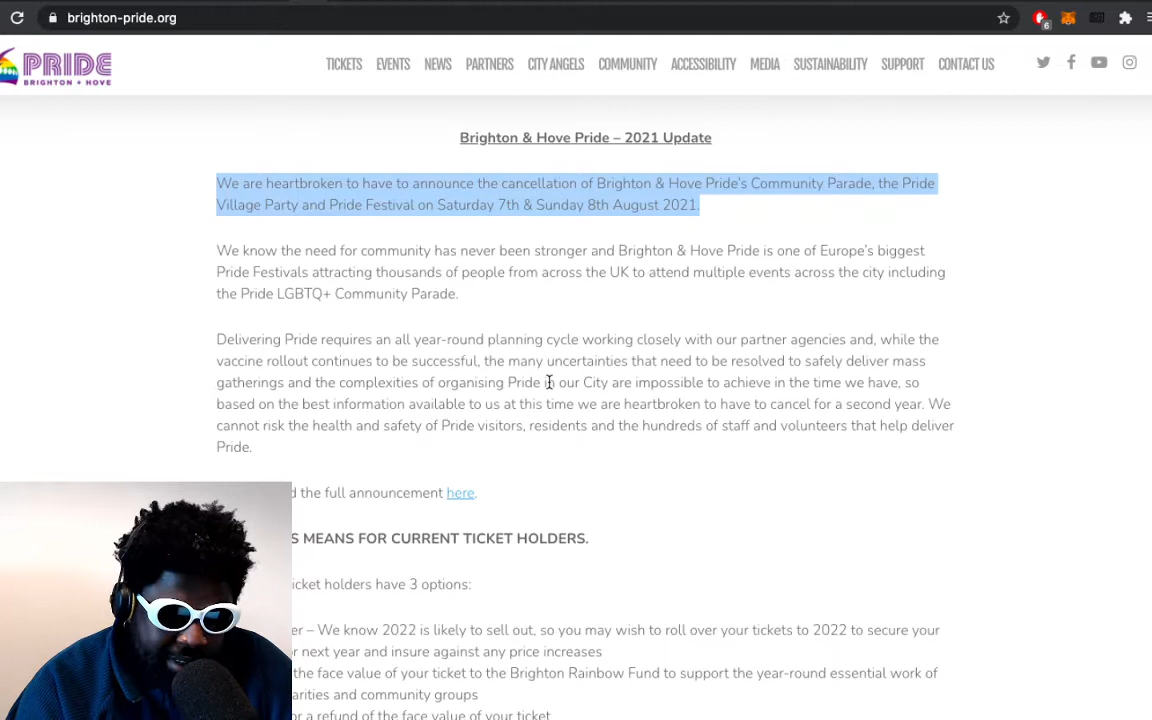 brighton-pride.org
6
PRIDE
BRIGHTON + HOVE
TICKETS EVENTS NEWS PARTNERS CITY ANGELS COMMUNITY ACCESSIBILITY MEDIA SUSTAINABILITY SUPPORT CONTACT US
Brighton & Hove Pride – 2021 Update
We are heartbroken to have to announce the cancellation of Brighton & Hove Pride's Community Parade, the Pride
Village Party and Pride Festival on Saturday 7th & Sunday 8th August 2021.
We know the need for community has never been stronger and Brighton & Hove Pride is one of Europe's biggest
Pride Festivals attracting thousands of people from across the UK to attend multiple events across the city including
the Pride LGBTQ+ Community Parade.
Delivering Pride requires an all year-round planning cycle working closely with our partner agencies and, while the
vaccine rollout continues to be successful, the many uncertainties that need to be resolved to safely deliver mass
gatherings and the complexities of organising Pride in our City are impossible to achieve in the time we have, so
based on the best information available to us at this time we are heartbroken to have to cancel for a second year. We
cannot risk the health and safety of Pride visitors, residents and the hundreds of staff and volunteers that help deliver
Pride.
the full announcement here.
MEANS FOR CURRENT TICKET HOLDERS.
ticket holders have 3 options:
– We know 2022 is likely to sell out, so you may wish to roll over your tickets to 2022 to secure your
next year and insure against any price increases
the face value of your ticket to the Brighton Rainbow Fund to support the year-round essential work of
and community groups
a refund of the face value of your ticket